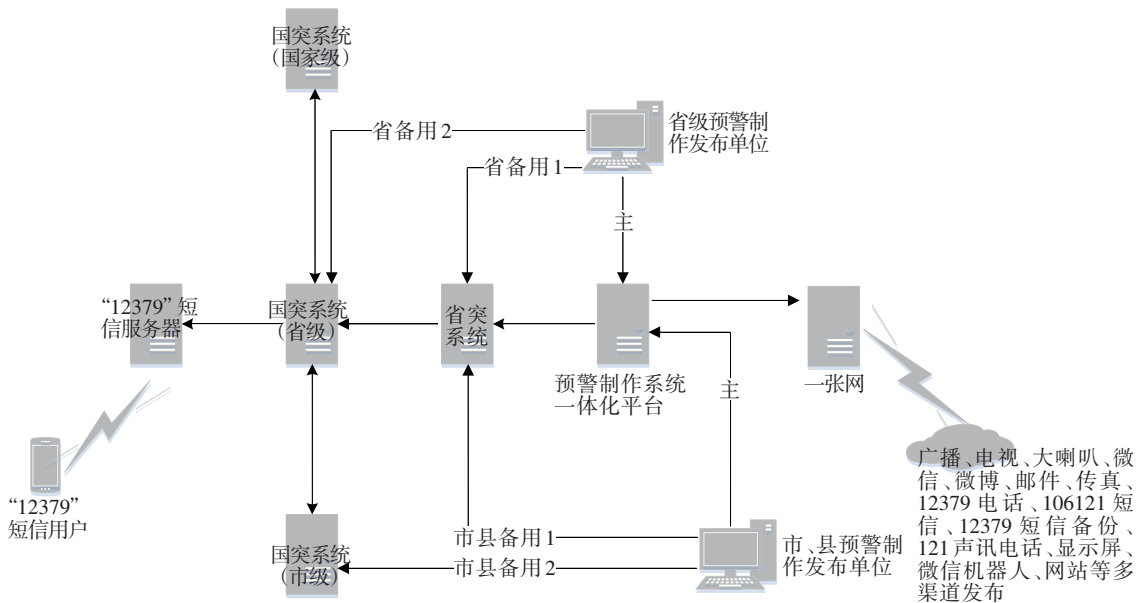 国突系统
（国家级）
省备用2
省级预警制
作发布单位
省备用1
主
“12379”短
信服务器
国突系统
（省级）
省突
系统
预警制作系统
一体化平台
一张网
主
“12379”
短信用户
国突系统
（市级）
市县备用1
市县备用2
市、县预警制
作发布单位
广播、电视、大喇叭、微
信、微博、邮件、传真、
12379电话、106121短
信、12379短信备份、
121声讯电话、显示屏、
微信机器人、网站等多
渠道发布